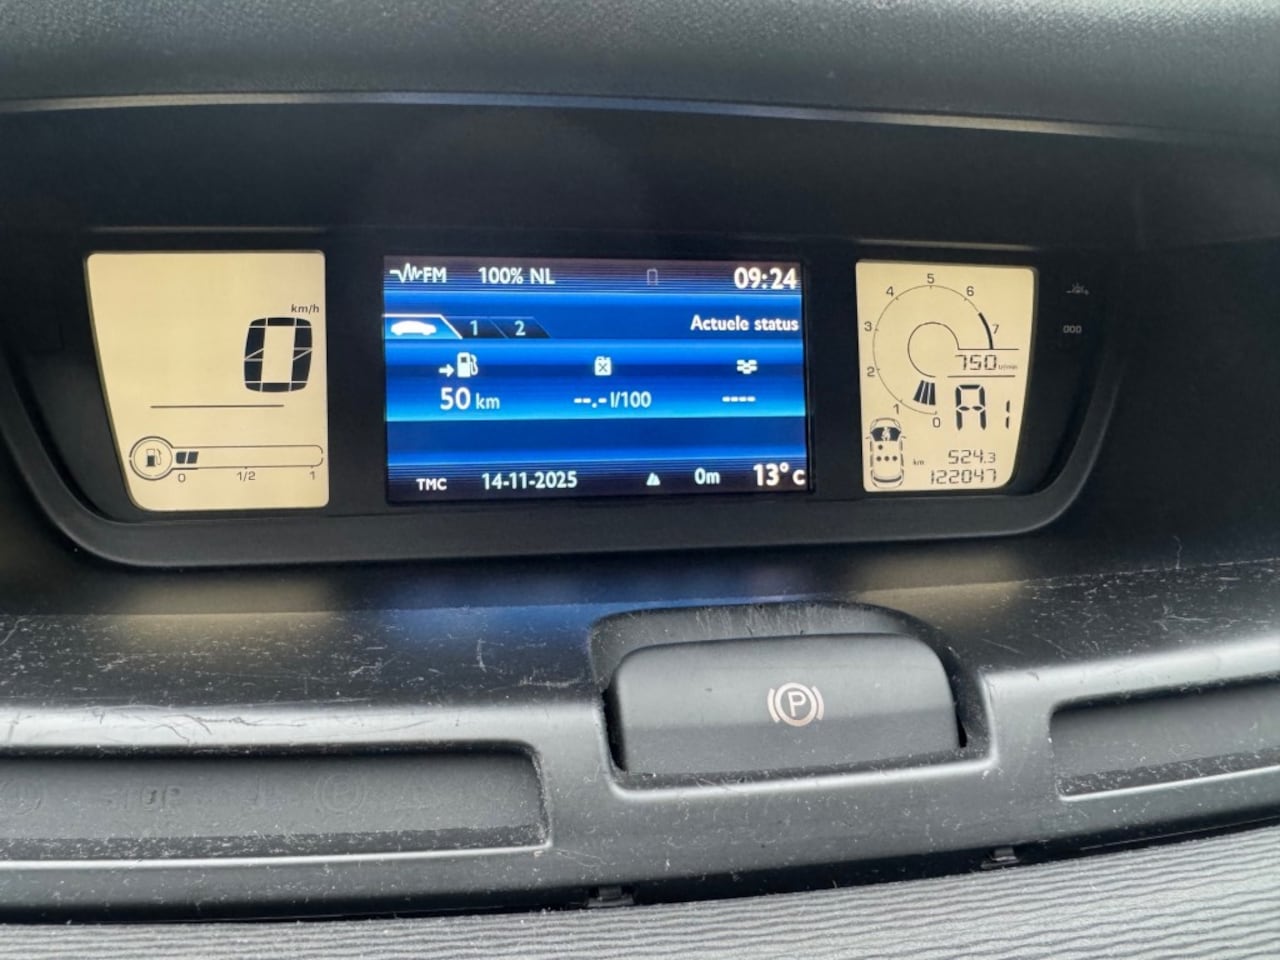 km/h
0
0 1/2 1
FM 100% NL 09:24
1 2 Actuele status
50 km --.- l/100 ----
TMC 14-11-2025 0m 13°C
0 1 2 3 4 5 6 7
750
A 1
km 524.3
122047
P